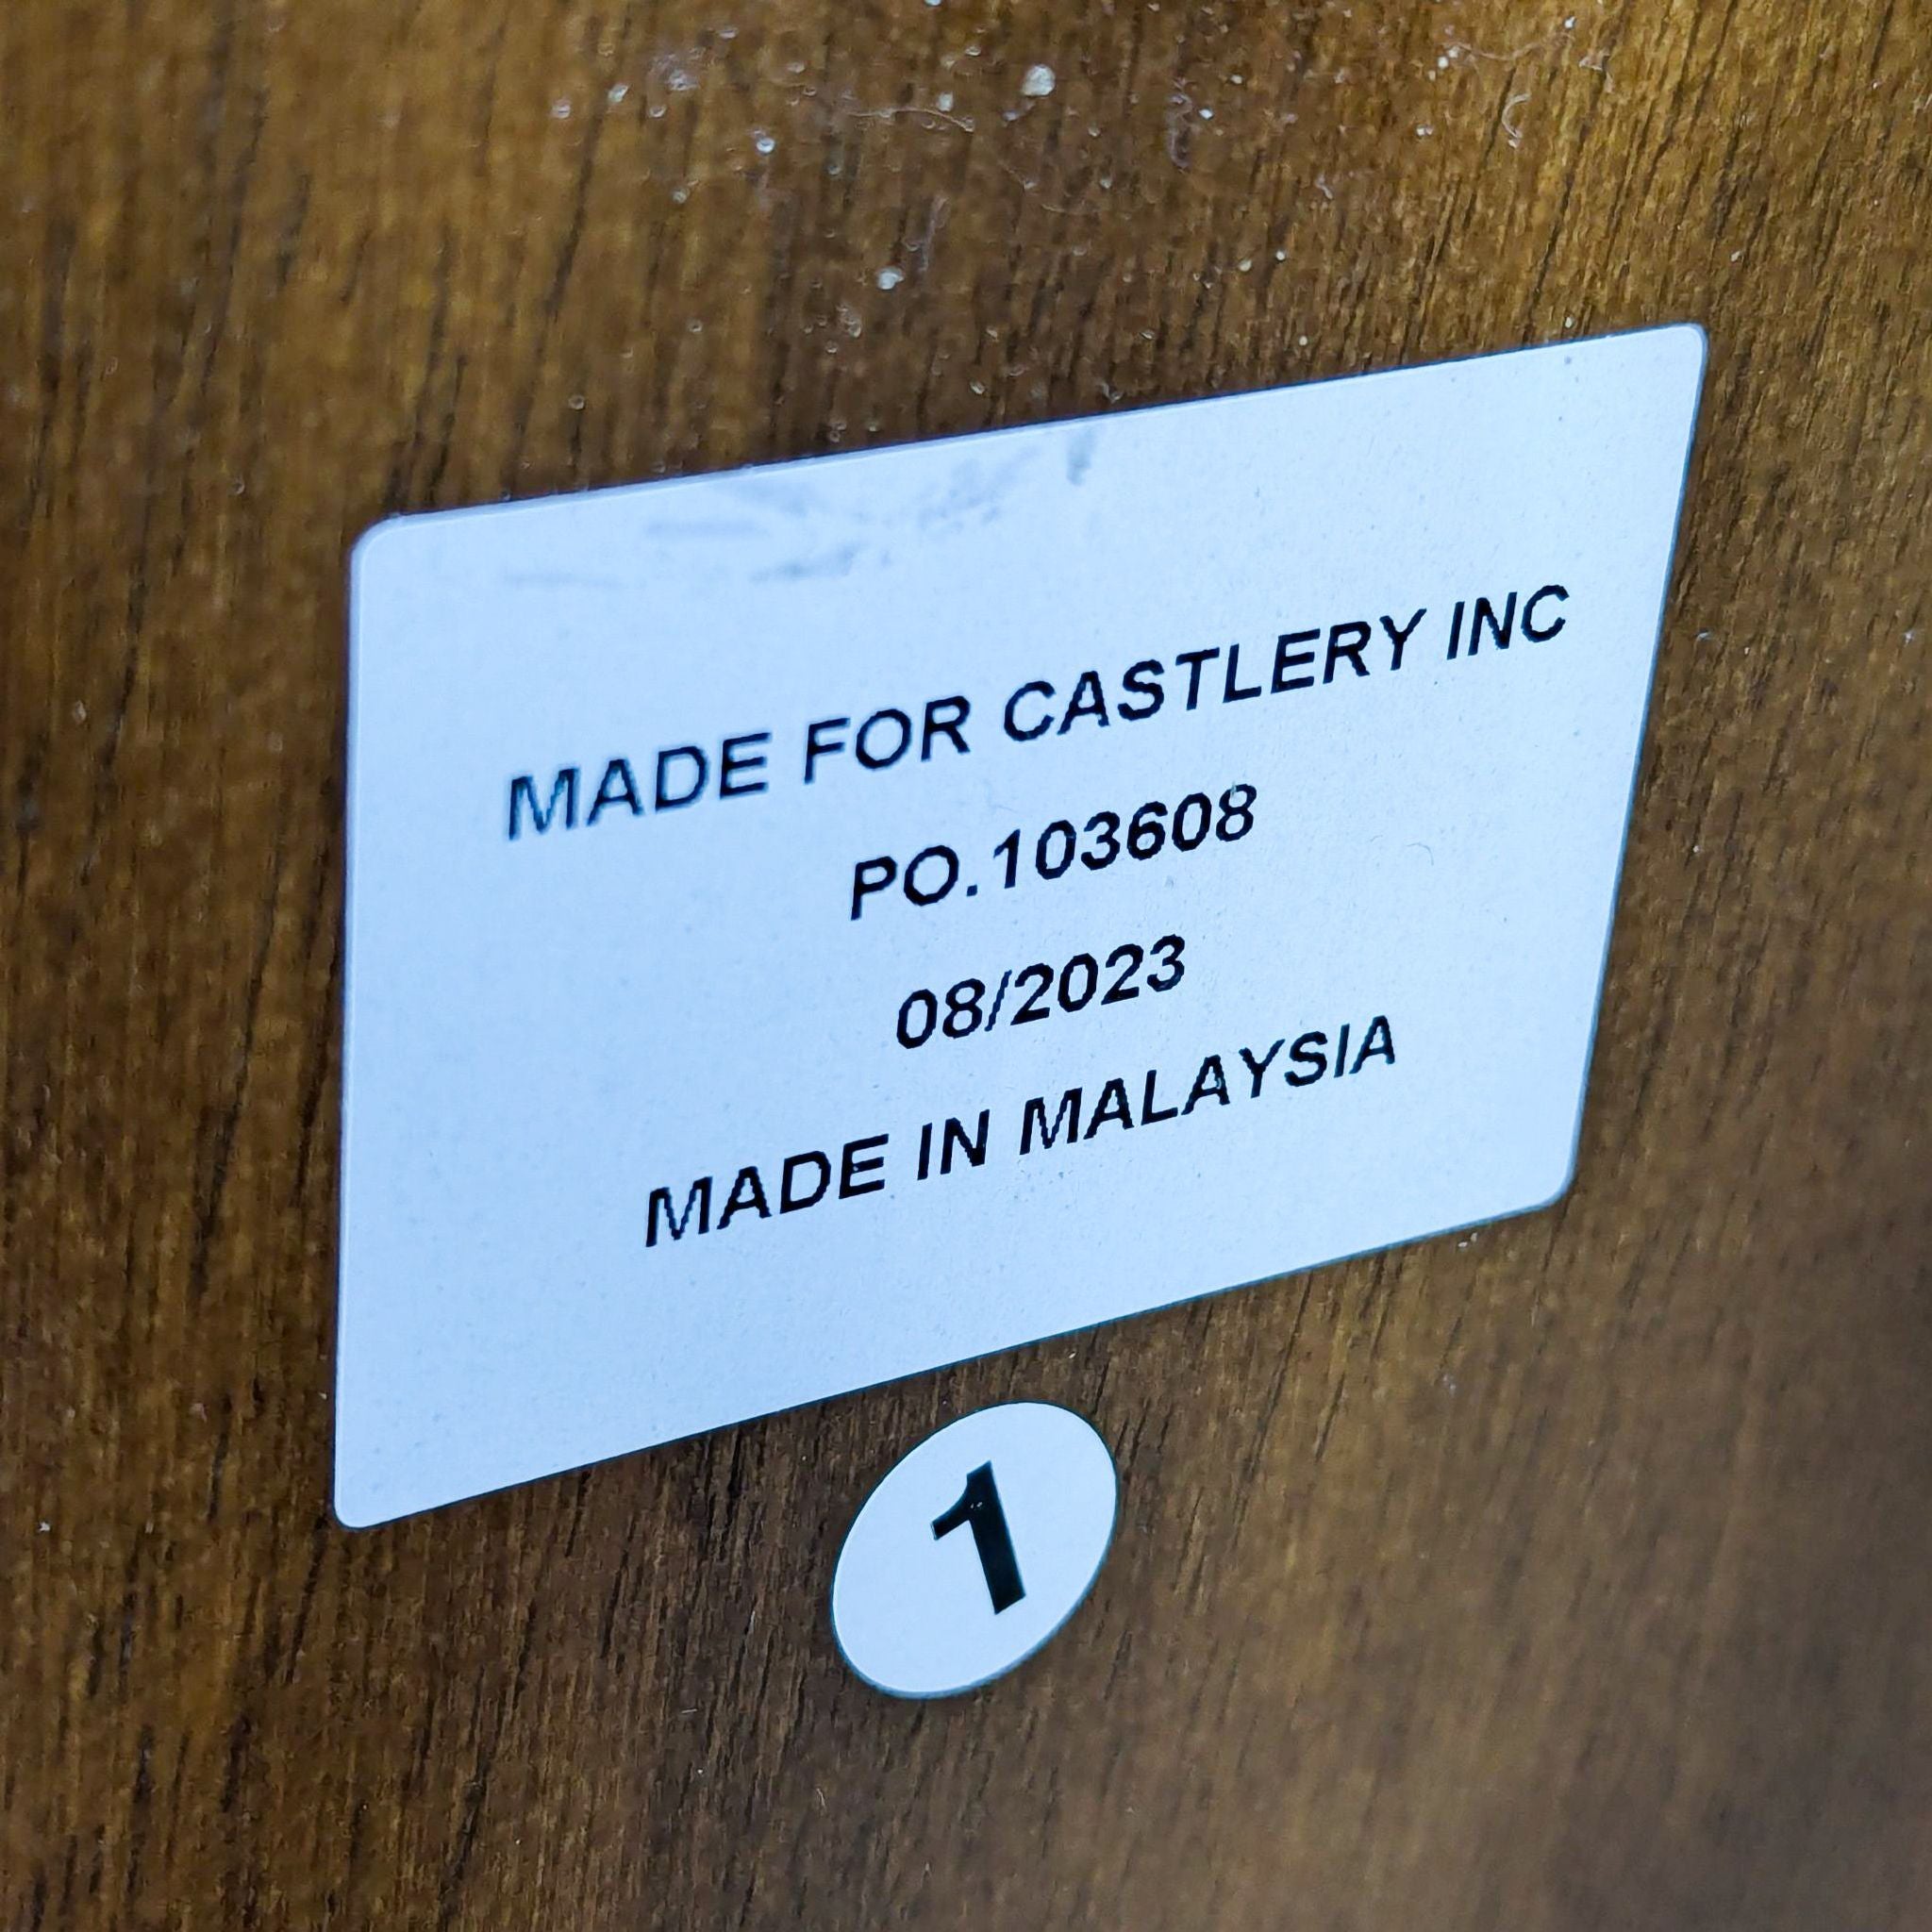 MADE FOR CASTLERY INC
PO.103608
08/2023
MADE IN MALAYSIA
1